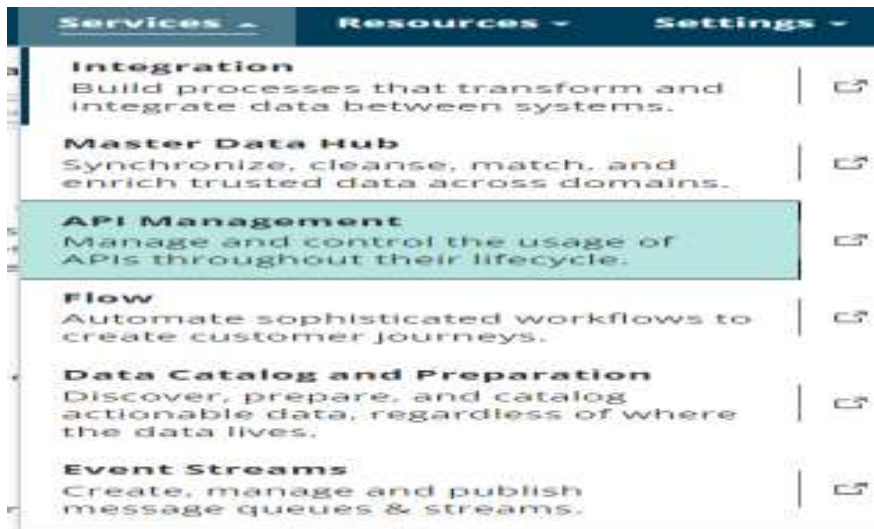 Services Resources Settings
Integration
Build processes that transform and
integrate data between systems.
Master Data Hub
Synchronize, cleanse, match, and
enrich trusted data across domains.
API Management
Manage and control the usage of
APIs throughout their lifecycle.
Flow
Automate sophisticated workflows to
create customer journeys.
Data Catalog and Preparation
Discover, prepare, and catalog
actionable data, regardless of where
the data lives.
Event Streams
Create, manage and publish
message queues & streams.